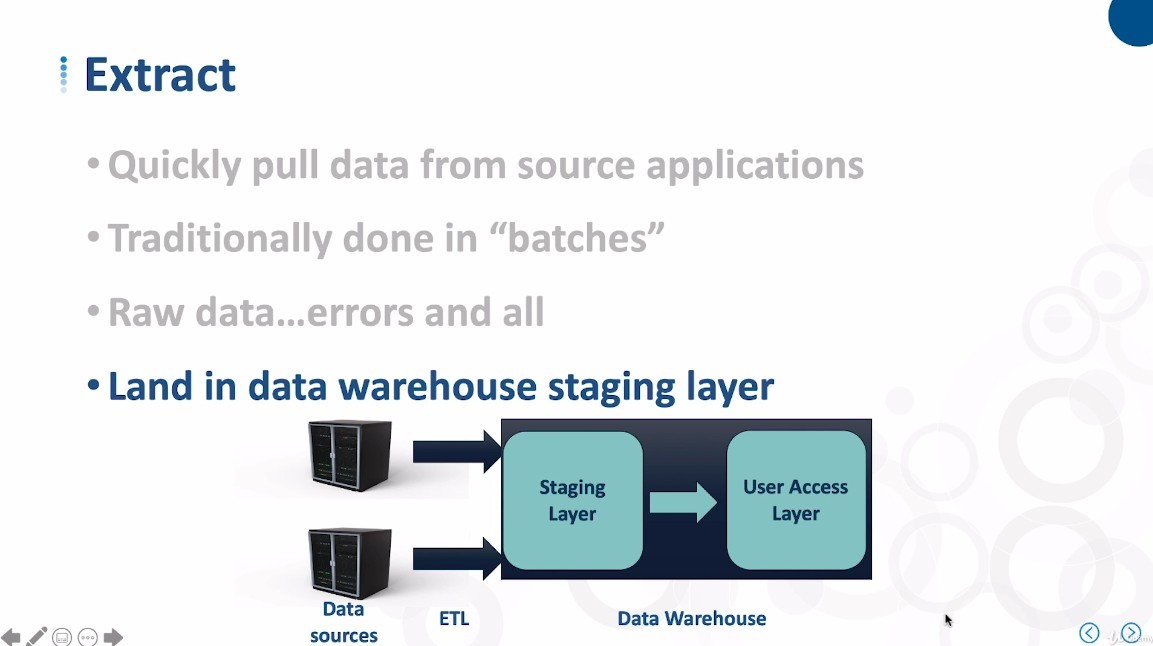 Extract
• Quickly pull data from source applications
• Traditionally done in “batches”
• Raw data...errors and all
• Land in data warehouse staging layer
Staging
Layer
User Access
Layer
Data
sources
ETL
Data Warehouse